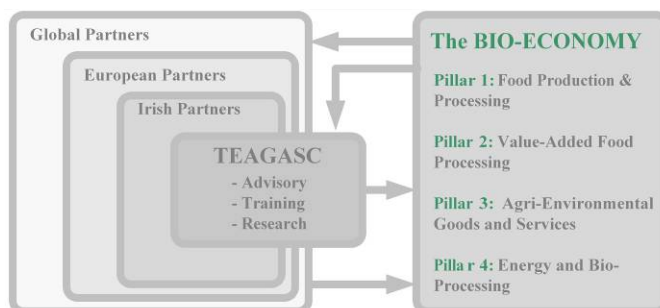 Global Partners
European Partners
Irish Partners
TEAGASC
- Advisory
- Training
- Research
The BIO-ECONOMY
Pillar 1: Food Production &
Processing
Pillar 2: Value-Added Food
Processing
Pillar 3: Agri-Environmental
Goods and Services
Pillar 4: Energy and Bio-
Processing